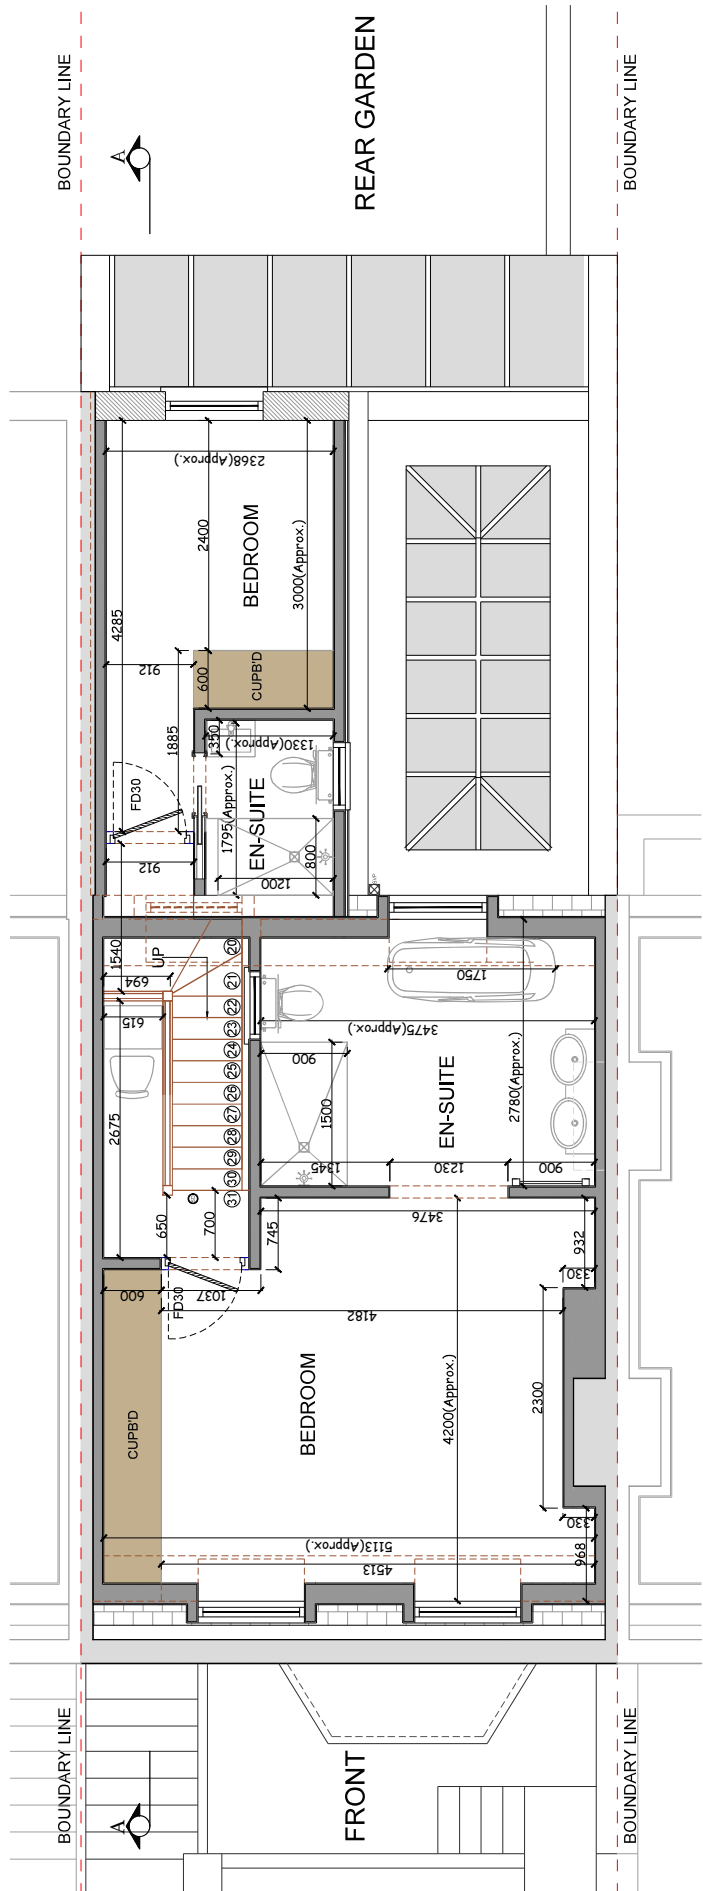 BOUNDARY LINE
REAR GARDEN
BOUNDARY LINE
A
2368(Approx.)
2400
BEDROOM
3000(Approx.)
4285
912
600
CUPB'D
1885
350
1330(Approx.)
FD30
1795(Approx.)
EN-SUITE
800
912
1200
SVP
1540
UP
20
694
21
1750
615
22
23
3475(Approx.)
24
900
25
2780(Approx.)
26
EN-SUITE
27
1500
2675
28
29
1345
1230
900
30
31
650
700
745
3476
932
330
600
FD30
1037
4182
BEDROOM
4200(Approx.)
2300
CUPB'D
330
5113(Approx.)
4513
968
BOUNDARY LINE
FRONT
BOUNDARY LINE
A